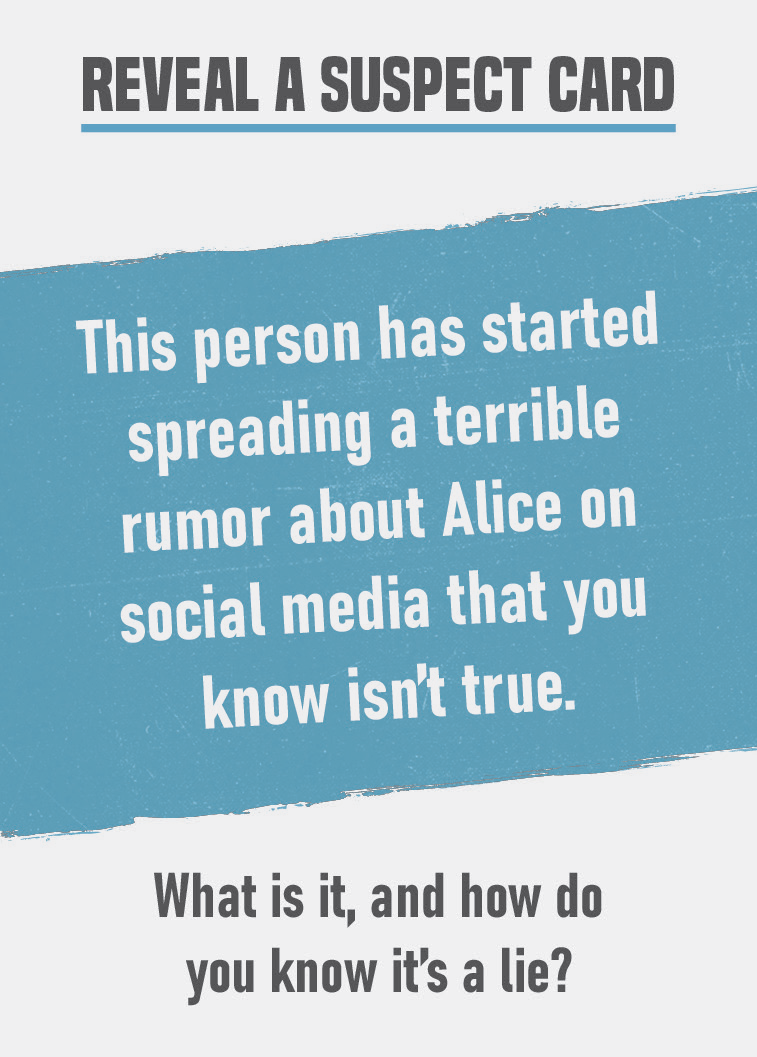 REVEAL A SUSPECT CARD
This person has started
spreading a terrible
rumor about Alice on
social media that you
know isn’t true.
What is it, and how do
you know it’s a lie?